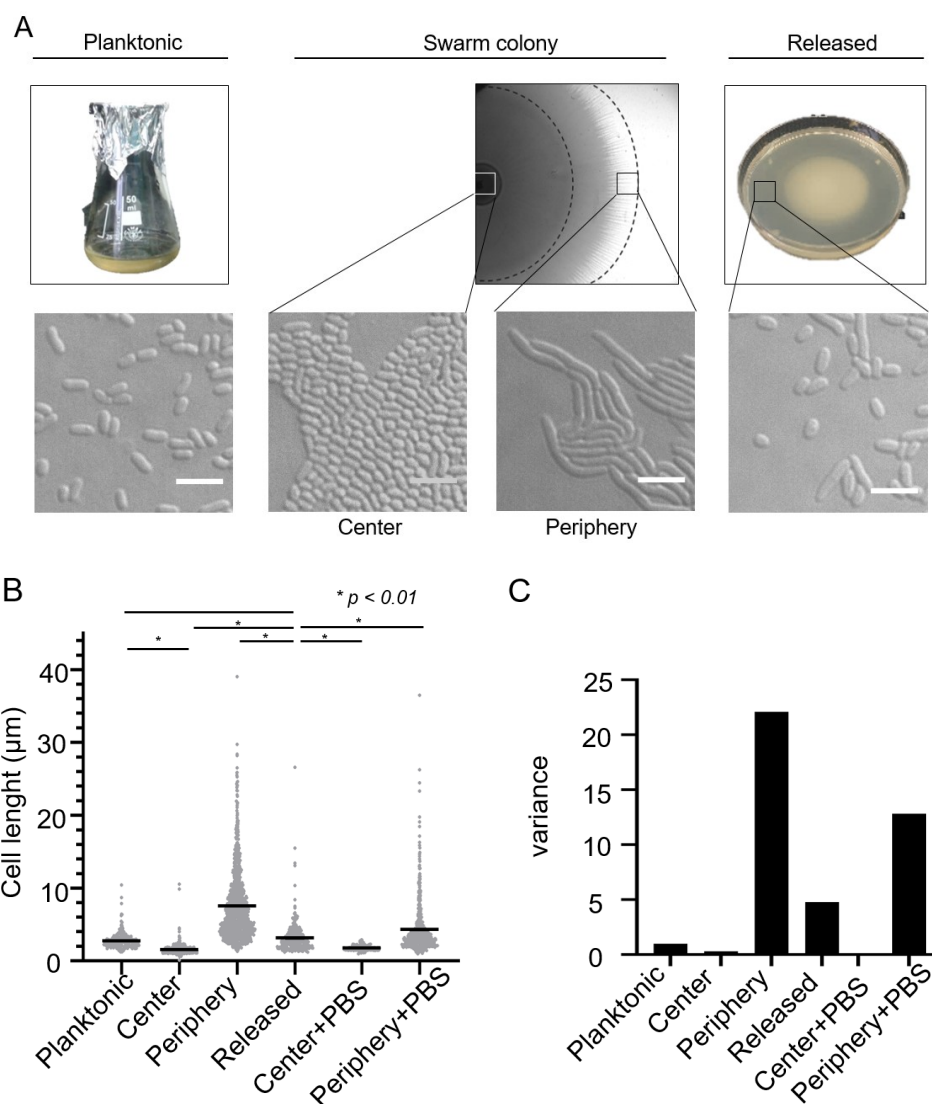 A
Planktonic
Swarm colony
Released
50
ml
Center
Periphery
B
* p < 0.01
*
*
*
*
*
Cell lenght (µm)
40
30
20
10
0
Planktonic
Center
Periphery
Released
Center+PBS
Periphery+PBS
C
variance
25
20
15
10
5
0
Planktonic
Center
Periphery
Released
Center+PBS
Periphery+PBS